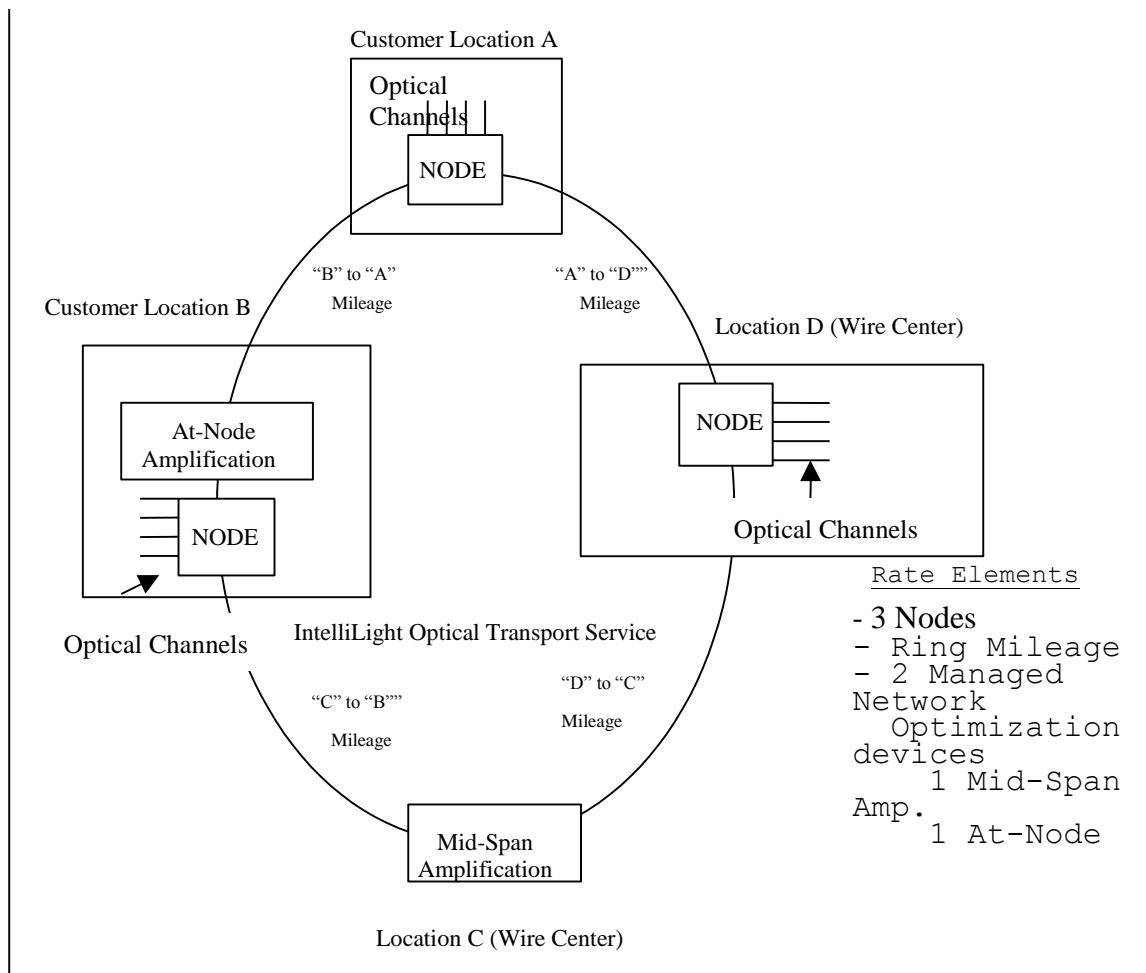 Customer Location A
Optical
Channels
NODE
“B” to “A”
Mileage
“A” to “D””
Mileage
Customer Location B
Location D (Wire Center)
At-Node
Amplification
NODE
NODE
Optical Channels
Optical Channels
IntelliLight Optical Transport Service
“C” to “B””
Mileage
“D” to “C”
Mileage
Mid-Span
Amplification
Location C (Wire Center)
Rate Elements
- 3 Nodes
- Ring Mileage
- 2 Managed
Network
Optimization
devices
1 Mid-Span
Amp.
1 At-Node